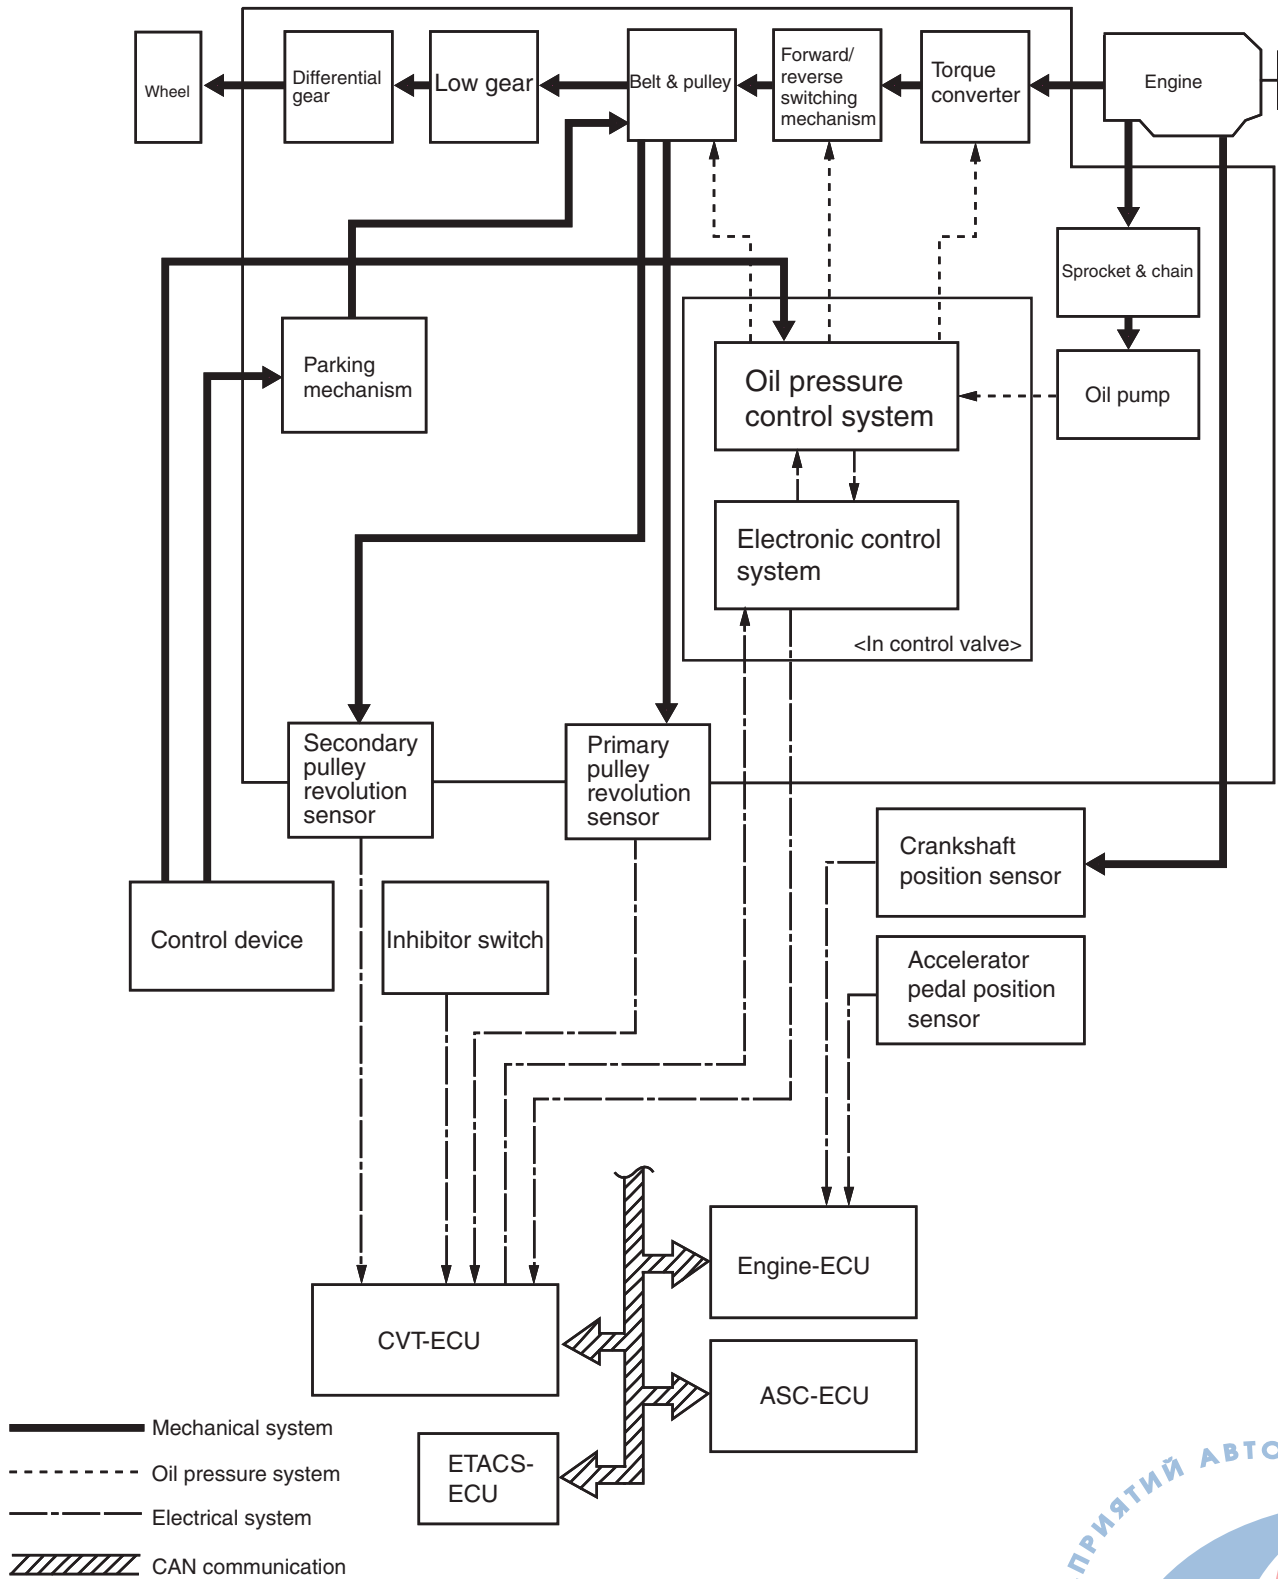 Wheel
Differential
gear
Low gear
Belt & pulley
Forward/
reverse
switching
mechanism
Torque
converter
Engine
Sprocket & chain
Parking
mechanism
Oil pressure
control system
Oil pump
Electronic control
system
<In control valve>
Secondary
pulley
revolution
sensor
Primary
pulley
revolution
sensor
Crankshaft
position sensor
Control device
Inhibitor switch
Accelerator
pedal position
sensor
Engine-ECU
CVT-ECU
ASC-ECU
ETACS-
ECU
Mechanical system
Oil pressure system
Electrical system
CAN communication